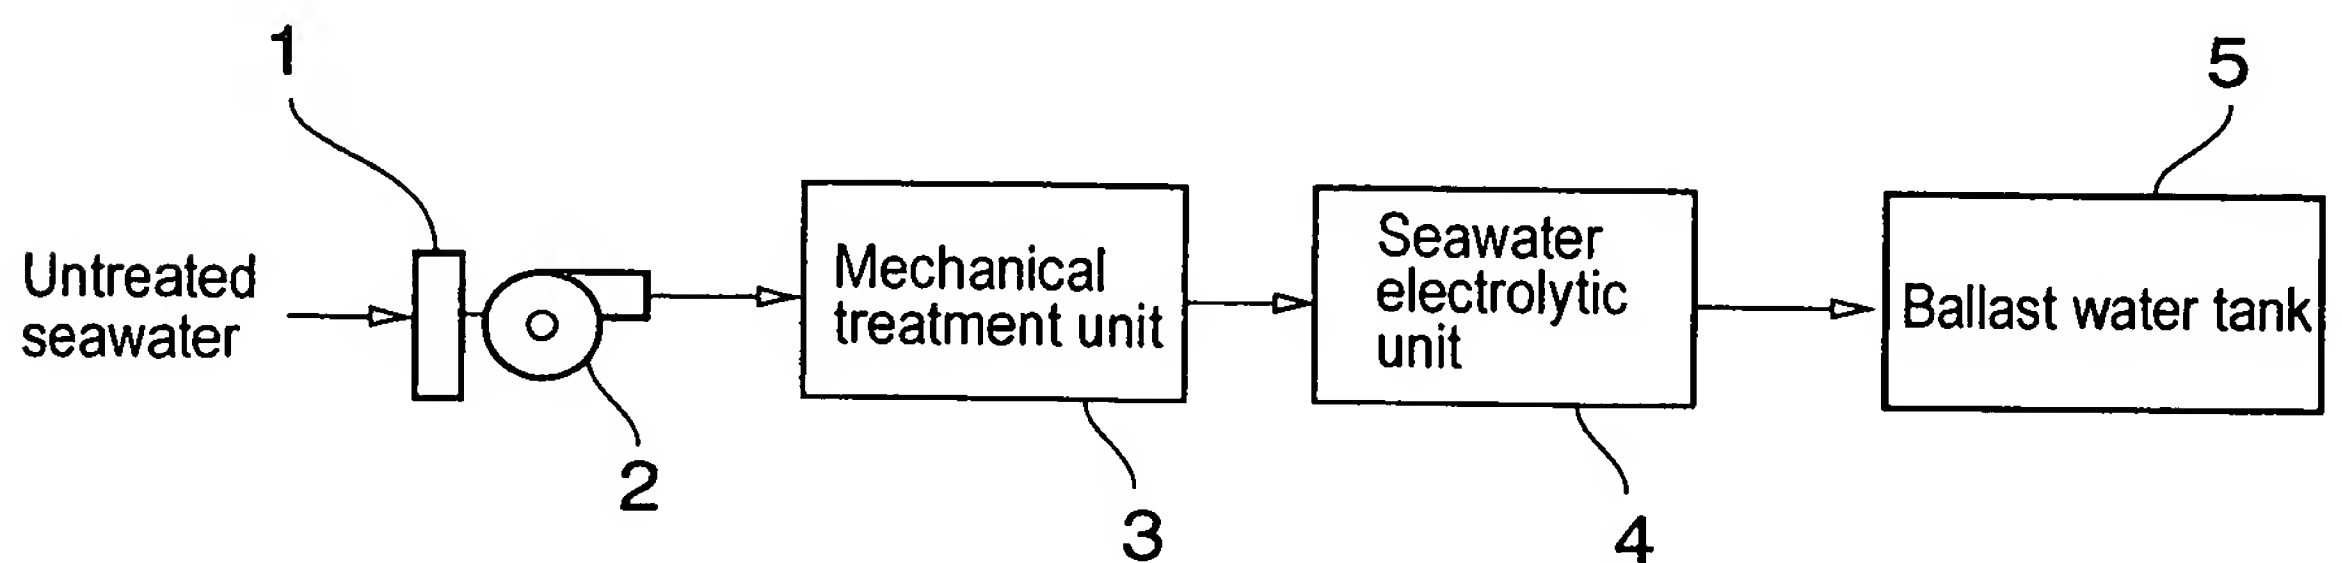 1
5
Untreated
seawater
Mechanical
treatment unit
Seawater
electrolytic
unit
Ballast water tank
2
3
4